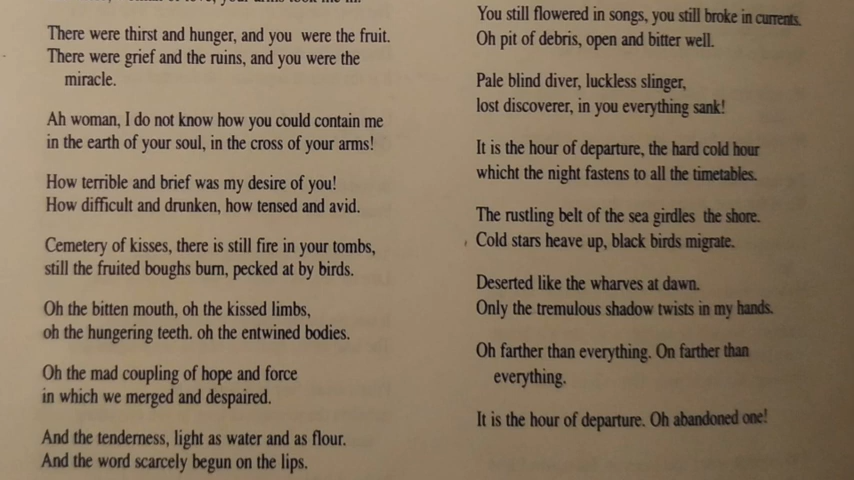 There were thirst and hunger, and you were the fruit.
There were grief and the ruins, and you were the
miracle.
Ah woman, I do not know how you could contain me
in the earth of your soul, in the cross of your arms!
How terrible and brief was my desire of you!
How difficult and drunken, how tensed and avid.
Cemetery of kisses, there is still fire in your tombs,
still the fruited boughs burn, pecked at by birds.
Oh the bitten mouth, oh the kissed limbs,
oh the hungering teeth. oh the entwined bodies.
Oh the mad coupling of hope and force
in which we merged and despaired.
And the tenderness, light as water and as flour.
And the word scarcely begun on the lips.
You still flowered in songs, you still broke in currents.
Oh pit of debris, open and bitter well.
Pale blind diver, luckless slinger,
lost discoverer, in you everything sank!
It is the hour of departure, the hard cold hour
whicht the night fastens to all the timetables.
The rustling belt of the sea girdles the shore.
Cold stars heave up, black birds migrate.
Deserted like the wharves at dawn.
Only the tremulous shadow twists in my hands.
Oh farther than everything. On farther than
everything.
It is the hour of departure. Oh abandoned one!